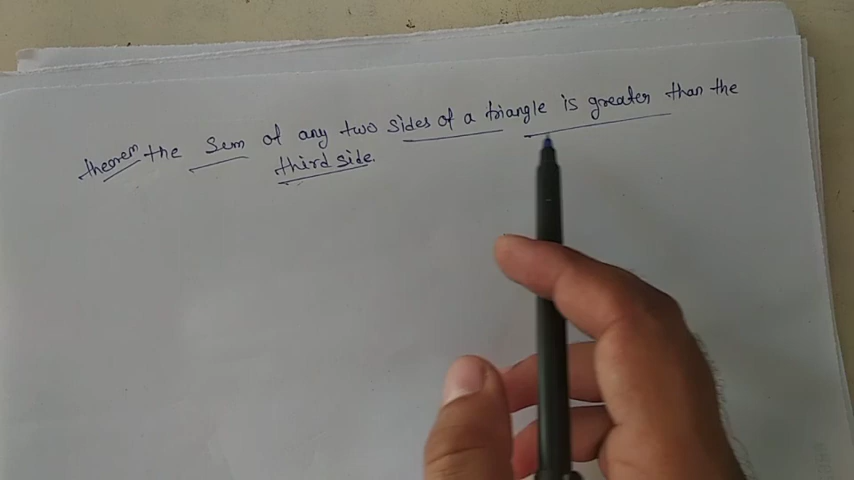 theorem the sum of any two sides of a triangle is greater than the
third side.